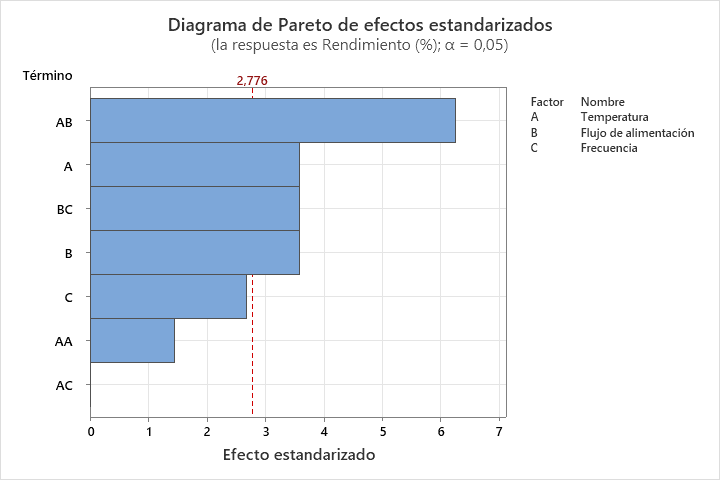 Diagrama de Pareto de efectos estandarizados
(la respuesta es Rendimiento (%); α = 0,05)
Término
2,776
Factor Nombre
A Temperatura
B Flujo de alimentación
C Frecuencia
AB
A
BC
B
C
AA
AC
0 1 2 3 4 5 6 7
Efecto estandarizado